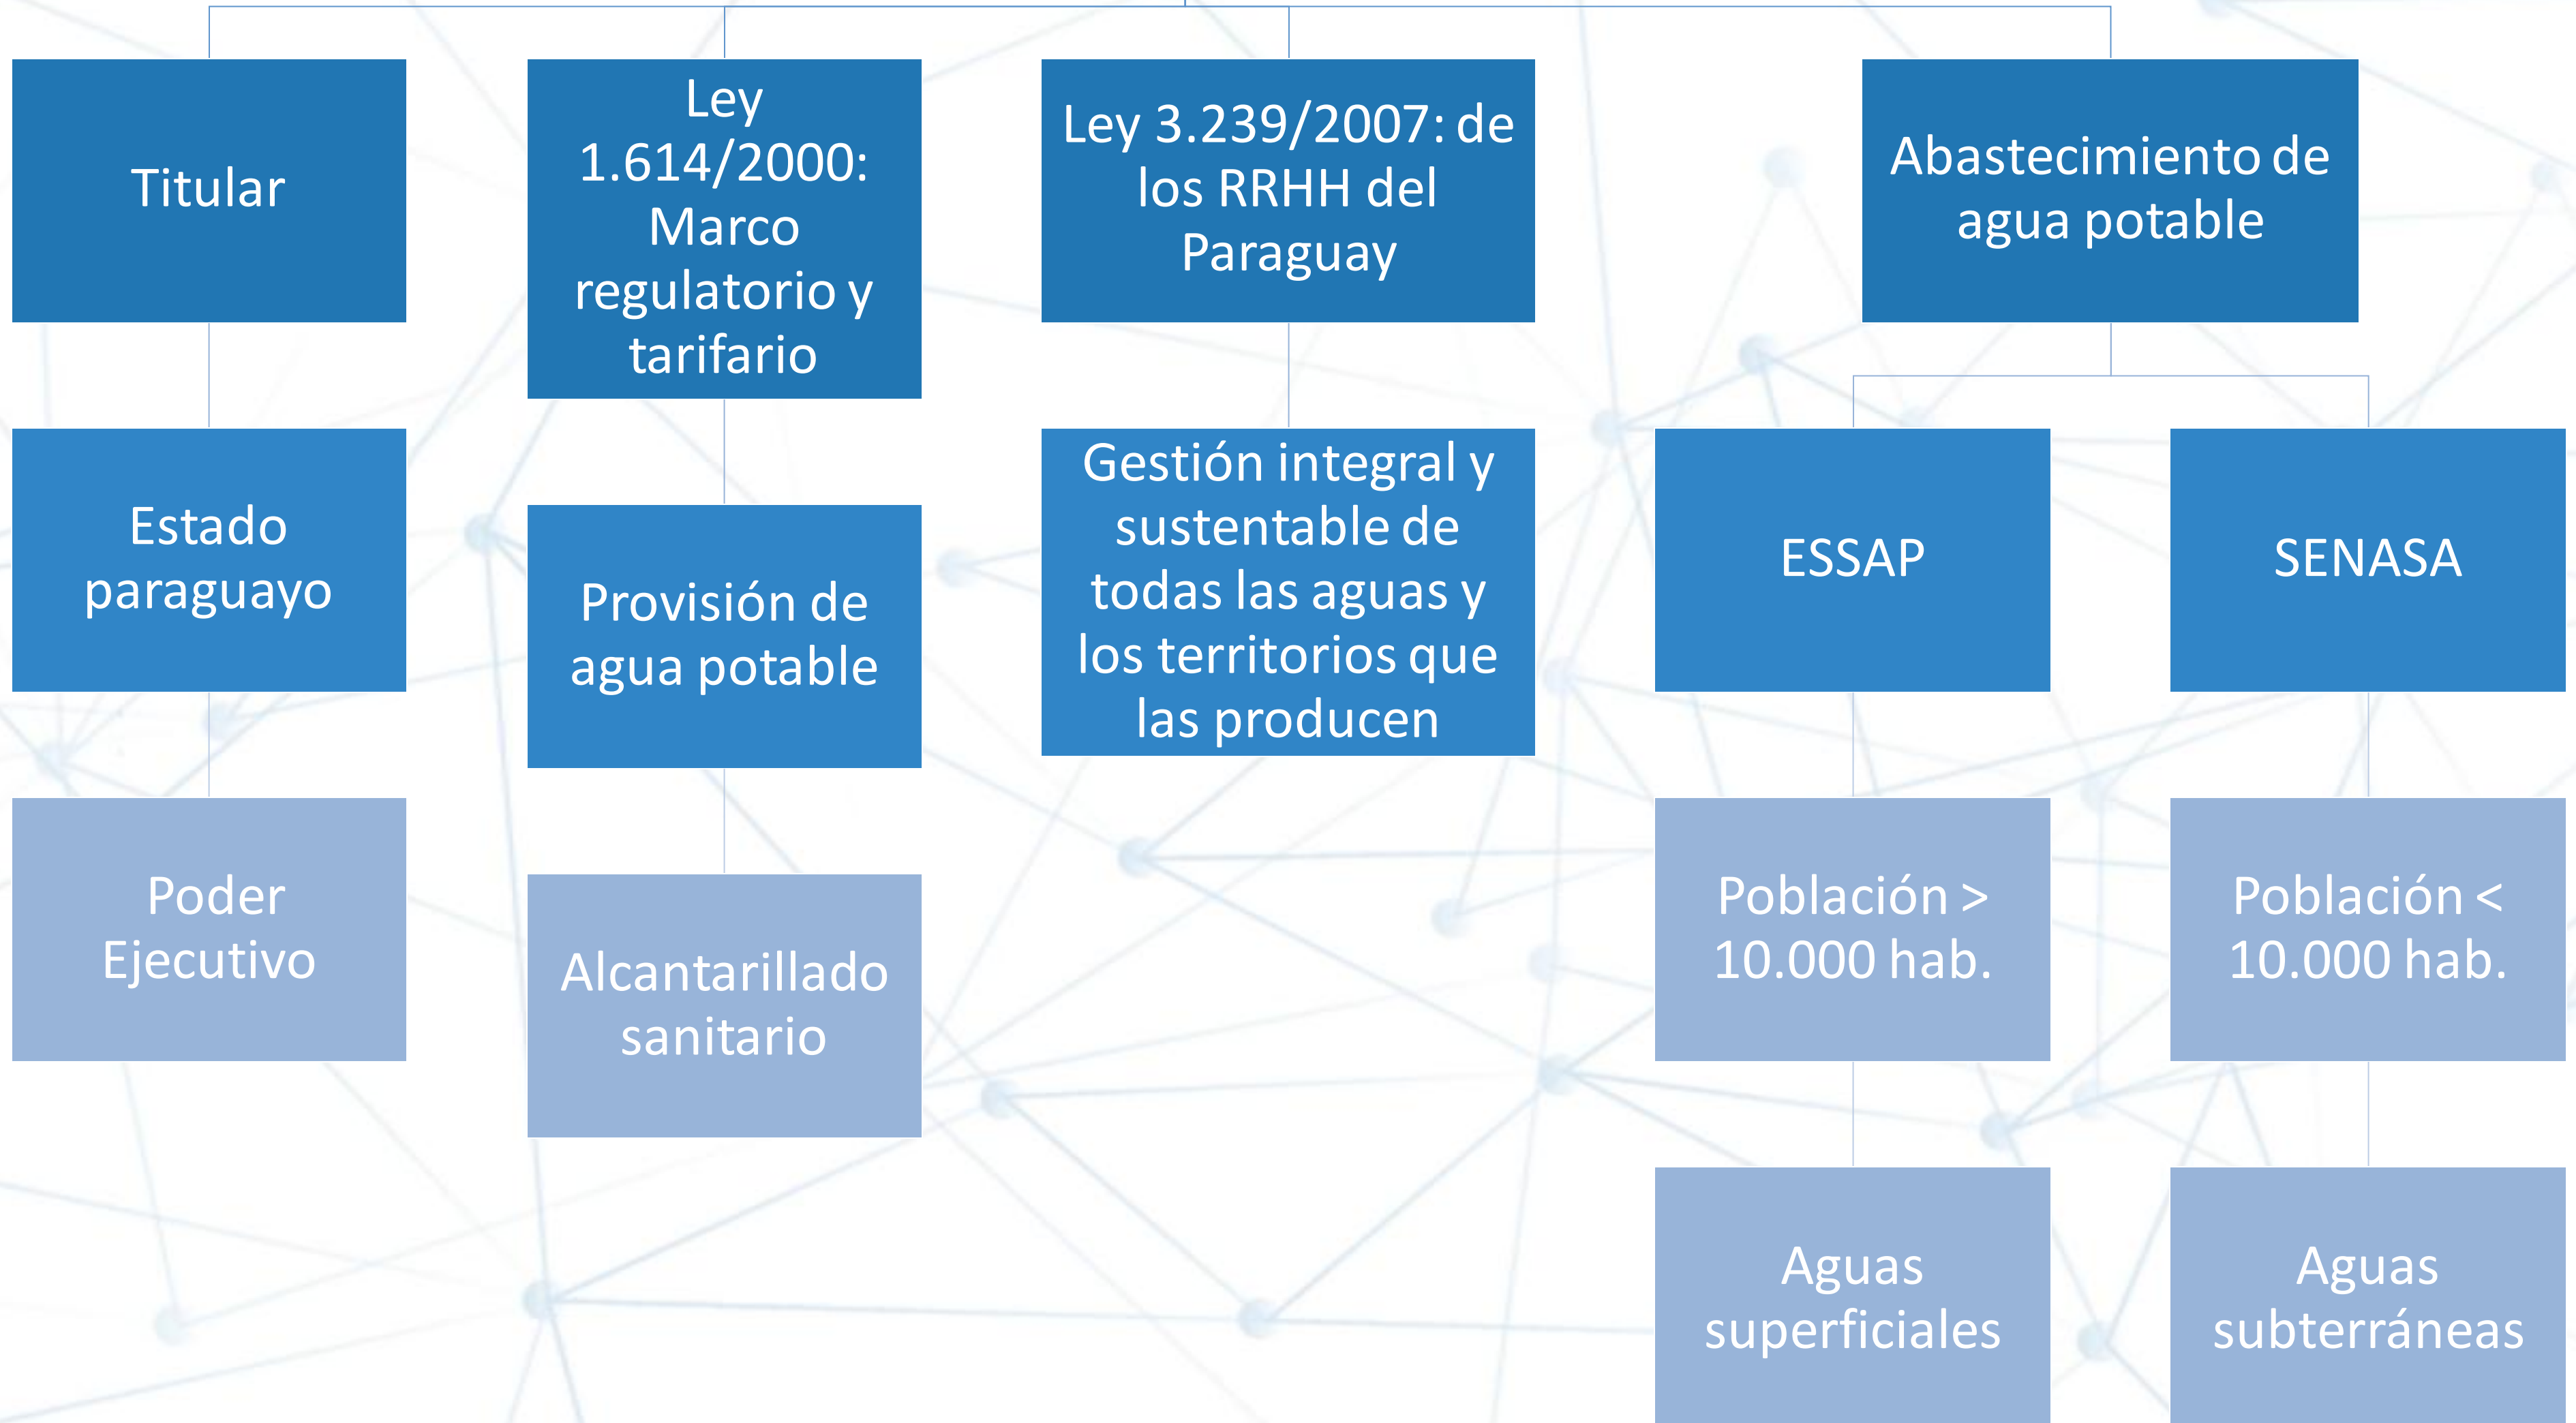 Titular
Ley
1.614/2000:
Marco
regulatorio y
tarifario
Ley 3.239/2007: de
los RRHH del
Paraguay
Abastecimiento de
agua potable
Estado
paraguayo
Provisión de
agua potable
Gestión integral y
sustentable de
todas las aguas y
los territorios que
las producen
ESSAP
SENASA
Poder
Ejecutivo
Alcantarillado
sanitario
Población >
10.000 hab.
Población <
10.000 hab.
Aguas
superficiales
Aguas
subterráneas